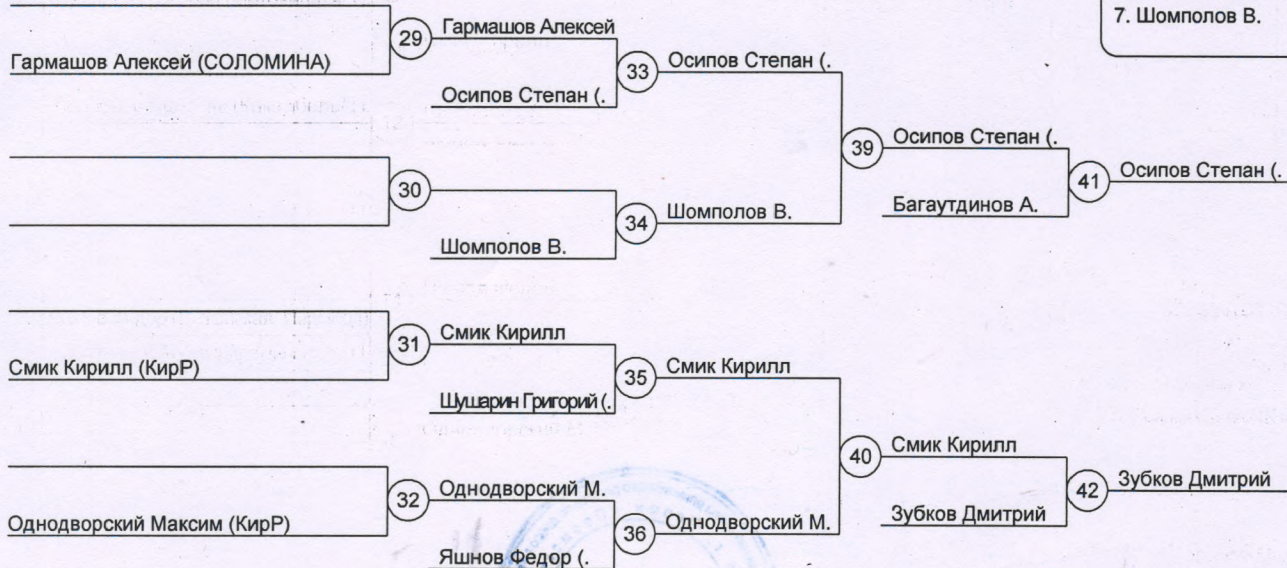 7. Шомполов В.
29
Гармашов Алексей
Гармашов Алексей (СОЛОМИНА)
33
Осипов Степан (.
Осипов Степан (.
39
Осипов Степан (.
30
41
Осипов Степан (.
34
Шомполов В.
Багаутдинов А.
Шомполов В.
31
Смик Кирилл
Смик Кирилл (КирР)
35
Смик Кирилл
Шушарин Григорий (.
40
Смик Кирилл
32
Однодворский М.
42
Зубков Дмитрий
Однодворский Максим (КирР)
36
Однодворский М.
Зубков Дмитрий
Яшнов Федор (.